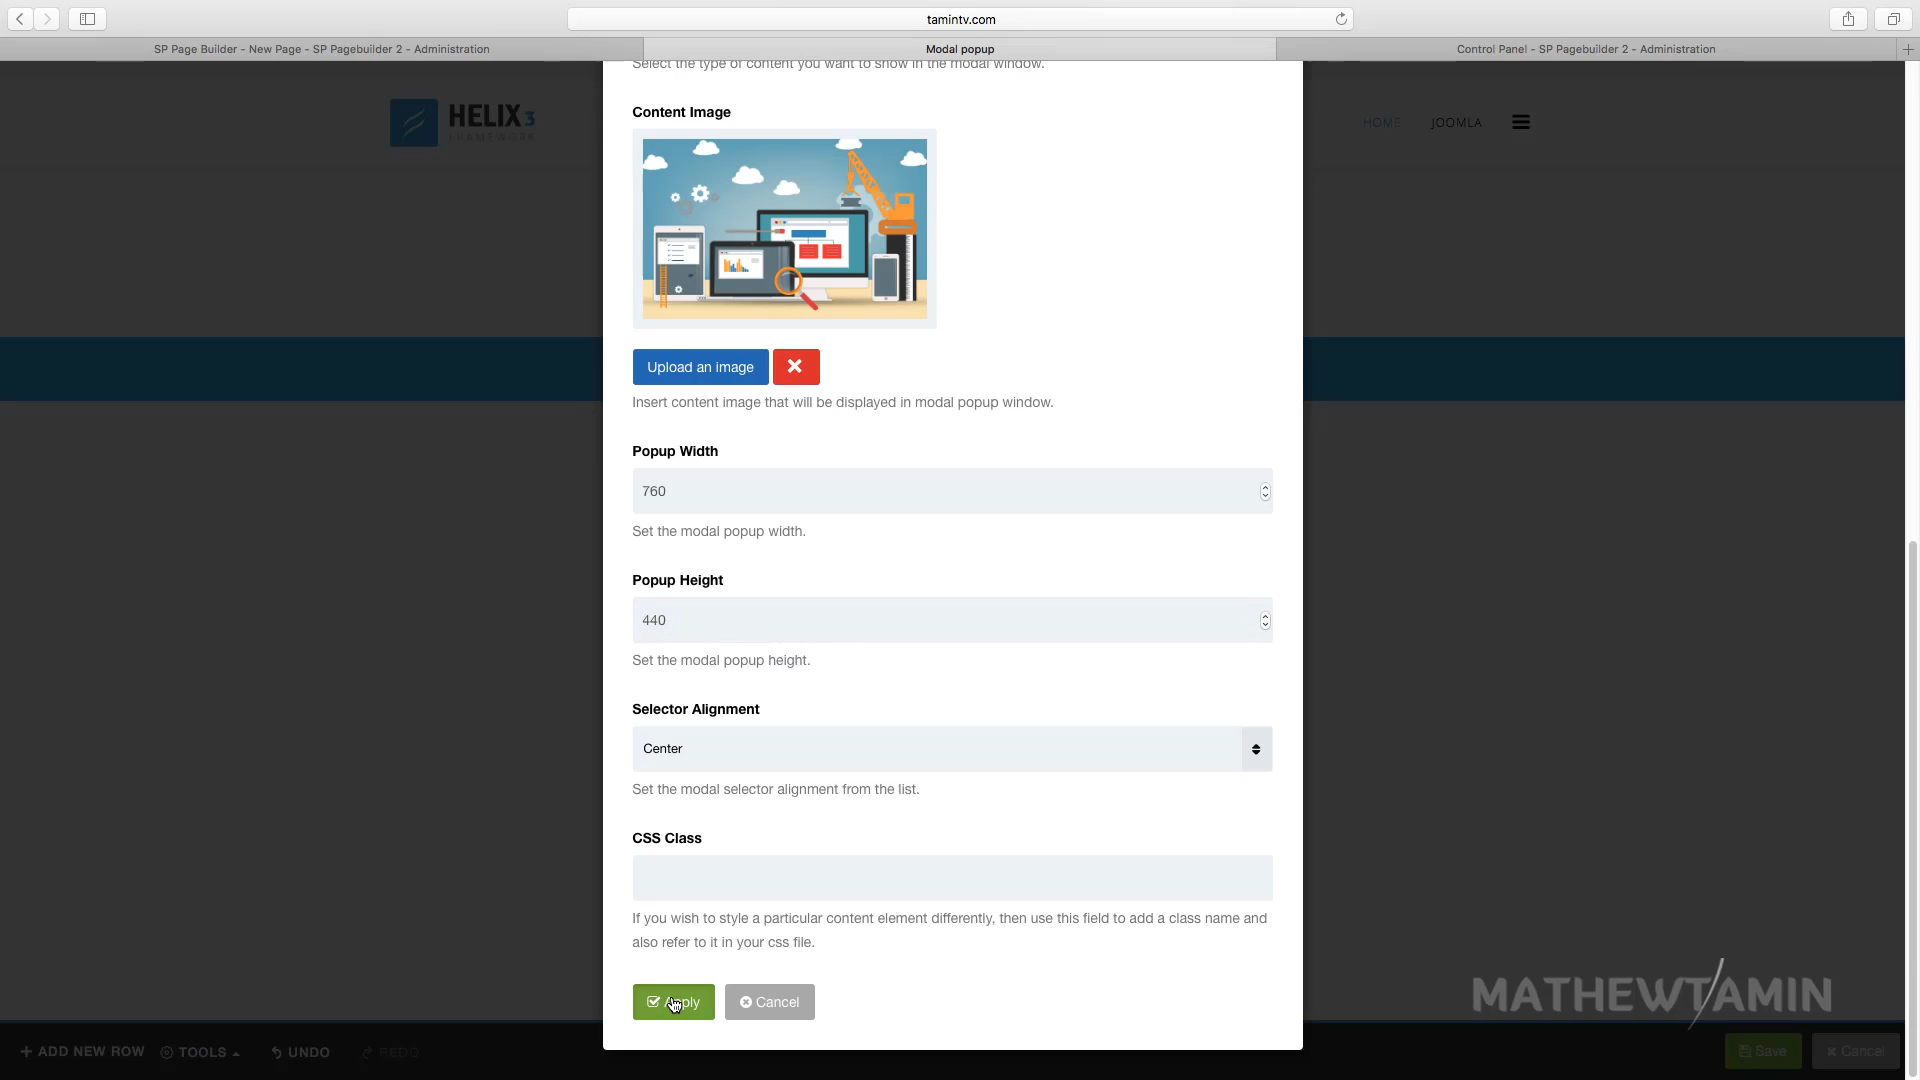 tamintv.com
SP Page Builder - New Page - SP Pagebuilder 2 - Administration
Modal popup
Control Panel - SP Pagebuilder 2 - Administration
Select the type of content you want to show in the modal window.
HELIX3
FRAMEWORK
HOME
JOOMLA
Content Image
Upload an image
Insert content image that will be displayed in modal popup window.
Popup Width
760
Set the modal popup width.
Popup Height
440
Set the modal popup height.
Selector Alignment
Center
Set the modal selector alignment from the list.
CSS Class
If you wish to style a particular content element differently, then use this field to add a class name and
also refer to it in your css file.
Apply
Cancel
MATHEWTAMIN
ADD NEW ROW
TOOLS
UNDO
REDO
Save
Cancel